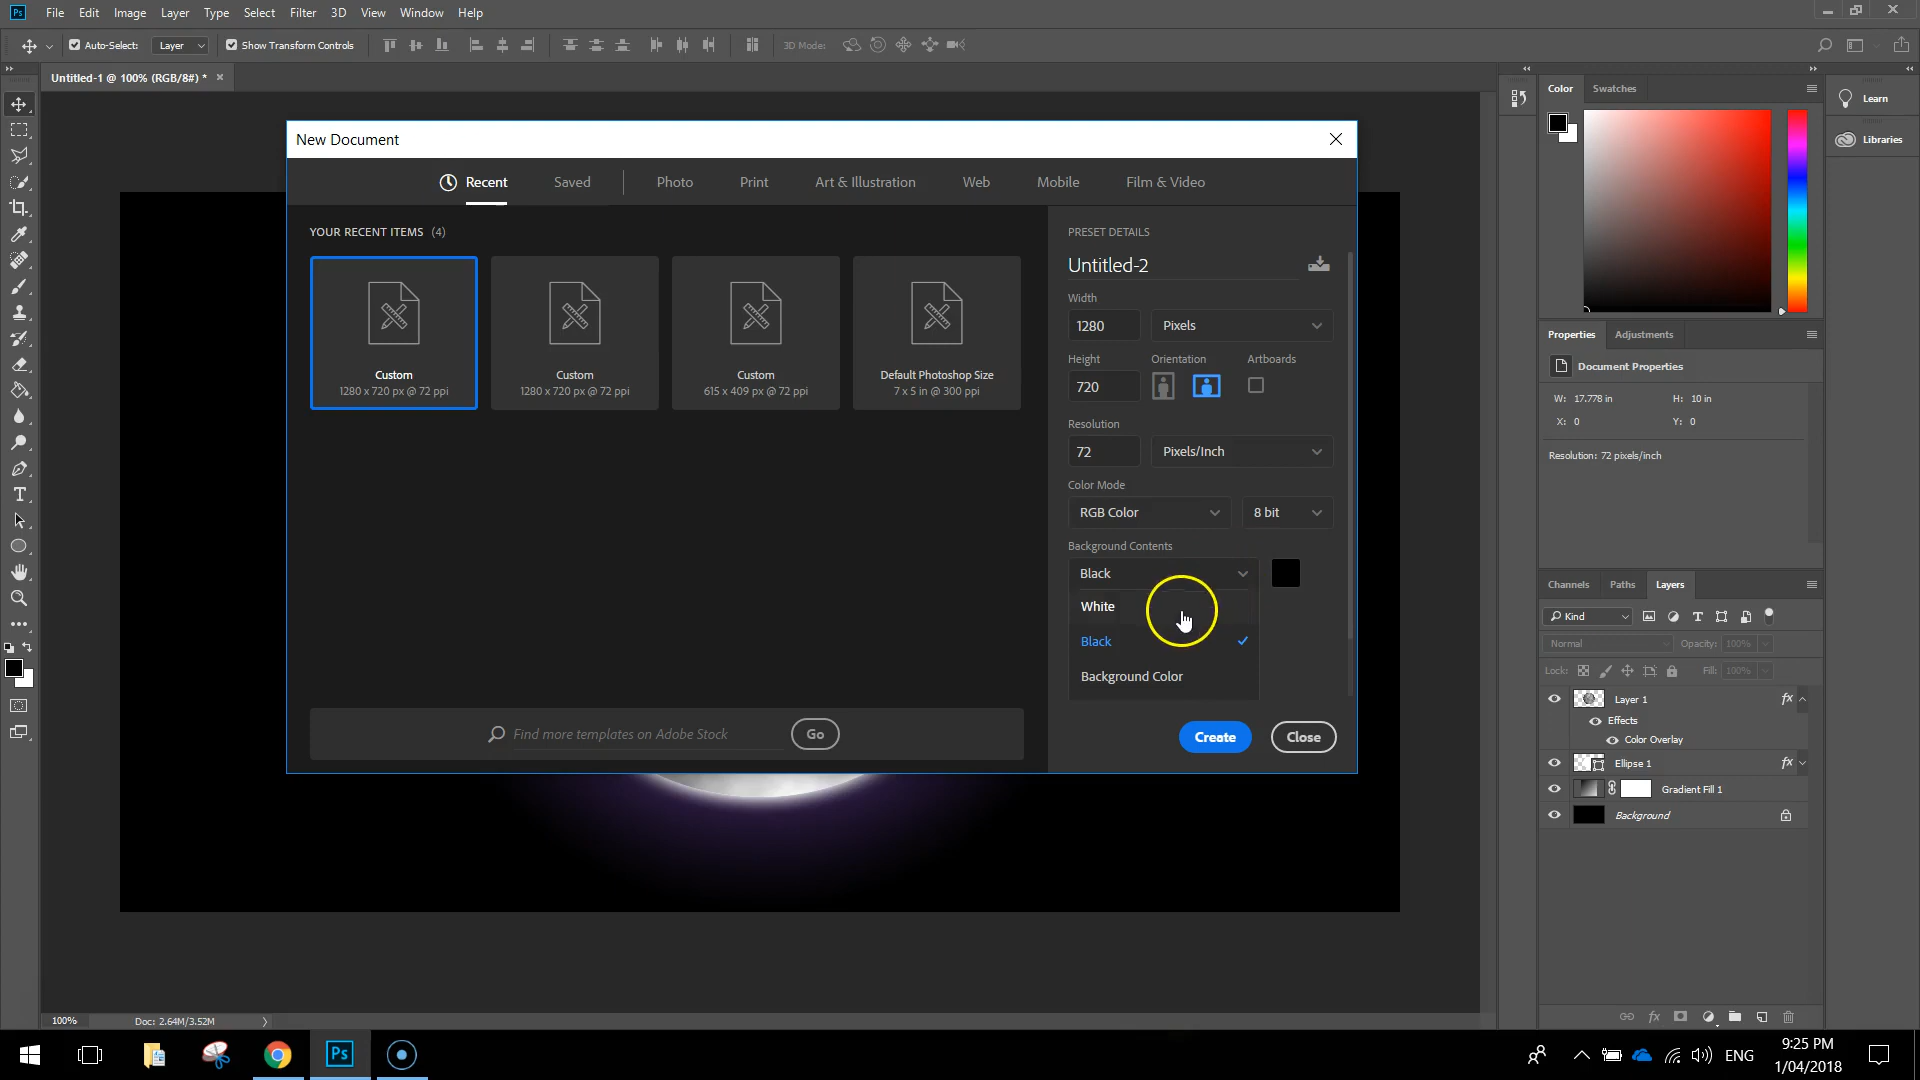 Ps File Edit Image Layer Type Select Filter 3D View Window Help
Auto-Select: Layer Show Transform Controls 3D Mode:
Untitled-1 @ 100% (RGB/8#) * ×
New Document
Recent Saved Photo Print Art & Illustration Web Mobile Film & Video
YOUR RECENT ITEMS (4)
Custom
1280 x 720 px @ 72 ppi
Custom
1280 x 720 px @ 72 ppi
Custom
615 x 409 px @ 72 ppi
Default Photoshop Size
7 x 5 in @ 300 ppi
Find more templates on Adobe Stock Go
PRESET DETAILS
Untitled-2
Width
1280 Pixels
Height Orientation Artboards
720
Resolution
72 Pixels/Inch
Color Mode
RGB Color 8 bit
Background Contents
Black
White
Black
Background Color
Create Close
Color Swatches
Learn
Libraries
Properties Adjustments
Document Properties
W: 17.778 in H: 10 in
X: 0 Y: 0
Resolution: 72 pixels/inch
Channels Paths Layers
Kind
Normal Opacity: 100%
Lock: Fill: 100%
Layer 1 fx
Effects
Color Overlay
Ellipse 1 fx
Gradient Fill 1
Background
fx
T
100% Doc: 2.64M/3.52M
Ps
ENG
9:25 PM
1/04/2018